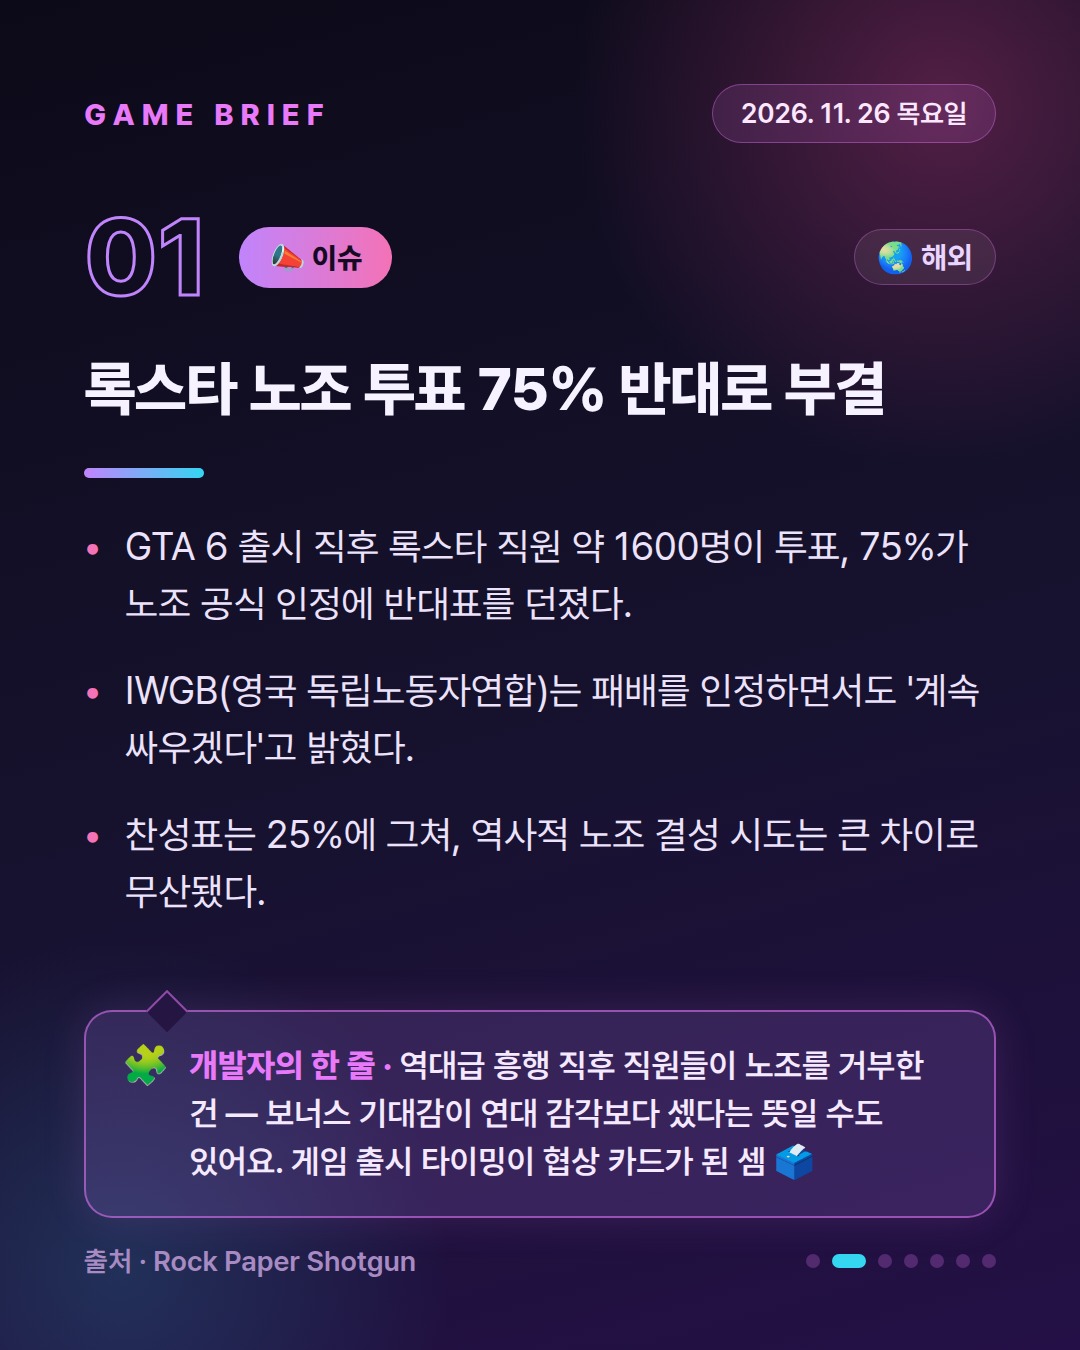 GAME BRIEF
2026. 11. 26 목요일
01
이슈
해외
록스타 노조 투표 75% 반대로 부결
• GTA 6 출시 직후 록스타 직원 약 1600명이 투표, 75%가
노조 공식 인정에 반대표를 던졌다.
• IWGB(영국 독립노동자연합)는 패배를 인정하면서도 '계속
싸우겠다'고 밝혔다.
• 찬성표는 25%에 그쳐, 역사적 노조 결성 시도는 큰 차이로
무산됐다.
개발자의 한 줄 · 역대급 흥행 직후 직원들이 노조를 거부한
건 — 보너스 기대감이 연대 감각보다 셌다는 뜻일 수도
있어요. 게임 출시 타이밍이 협상 카드가 된 셈 🗳️
출처 · Rock Paper Shotgun